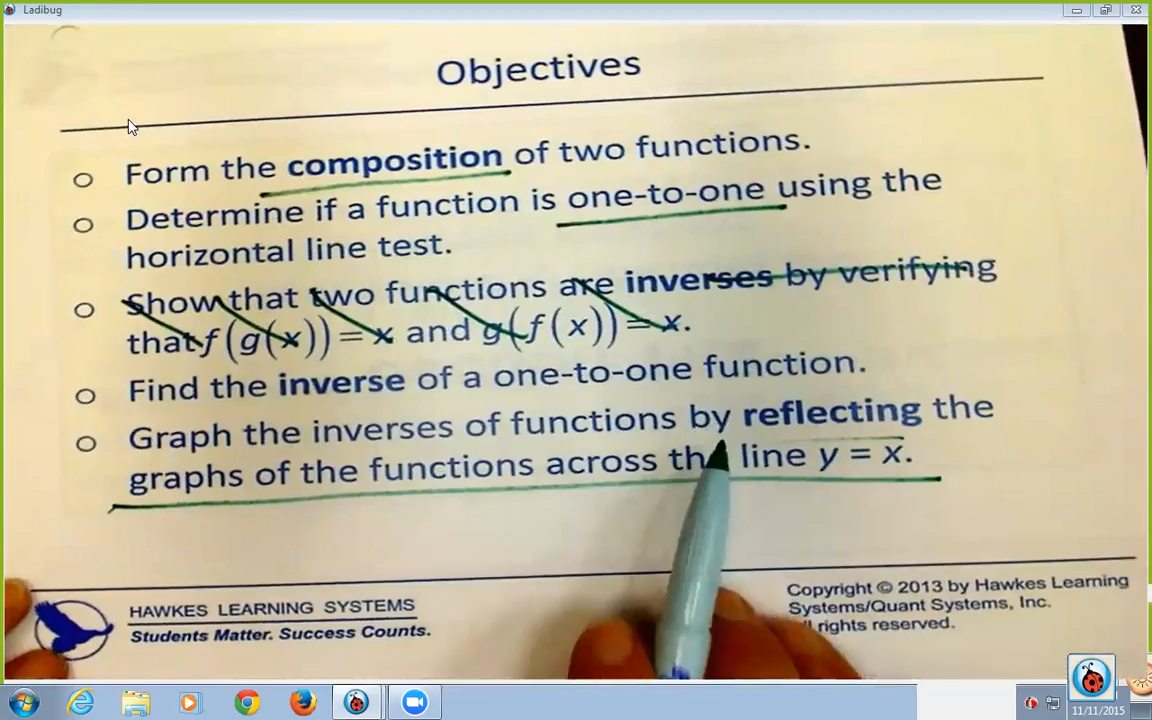 Ladibug
Objectives
Form the composition of two functions.
Determine if a function is one-to-one using the
horizontal line test.
Show that two functions are inverses by verifying
that f(g(x)) = x and g(f(x)) = x.
Find the inverse of a one-to-one function.
Graph the inverses of functions by reflecting the
graphs of the functions across the line y = x.
HAWKES LEARNING SYSTEMS
Students Matter. Success Counts.
Copyright © 2013 by Hawkes Learning
Systems/Quant Systems, Inc.
rights reserved.
11/11/2015